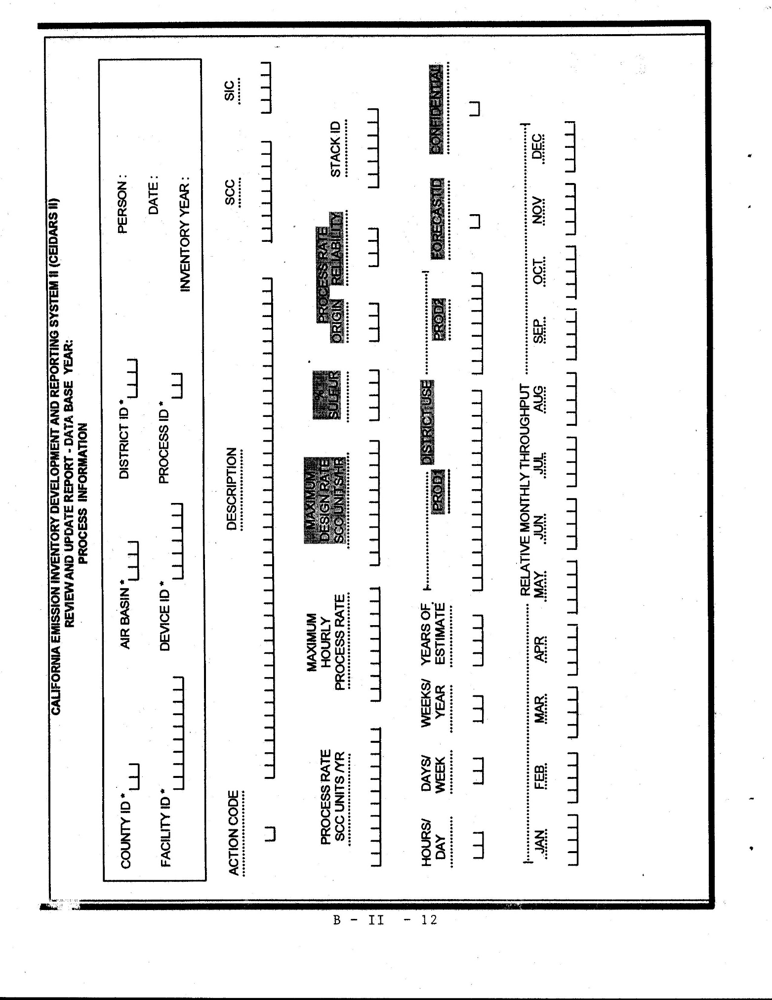 CALIFORNIA EMISSION INVENTORY DEVELOPMENT AND REPORTING SYSTEM II (CEIDARS II)
REVIEW AND UPDATE REPORT - DATA BASE YEAR:
PROCESS INFORMATION
COUNTY ID * AIR BASIN * DISTRICT ID * PERSON :
DATE :
FACILITY ID * DEVICE ID * PROCESS ID *
INVENTORY YEAR :
ACTION CODE DESCRIPTION SCC SIC
PROCESS RATE
SCC UNITS /YR
MAXIMUM
HOURLY
PROCESS RATE
MAXIMUM
DESIGN RATE
SCC UNITS/HR
%
SULFUR
PROCESS RATE
ORIGIN RELIABILITY
STACK ID
HOURS/
DAY
DAYS/
WEEK
WEEKS/
YEAR
YEARS OF
ESTIMATE
DISTRICT USE
PROD1 PROD2
FORECASTID CONFIDENTIAL
RELATIVE MONTHLY THROUGHPUT
JAN FEB MAR APR MAY JUN JUL AUG SEP OCT NOV DEC
B - II - 12